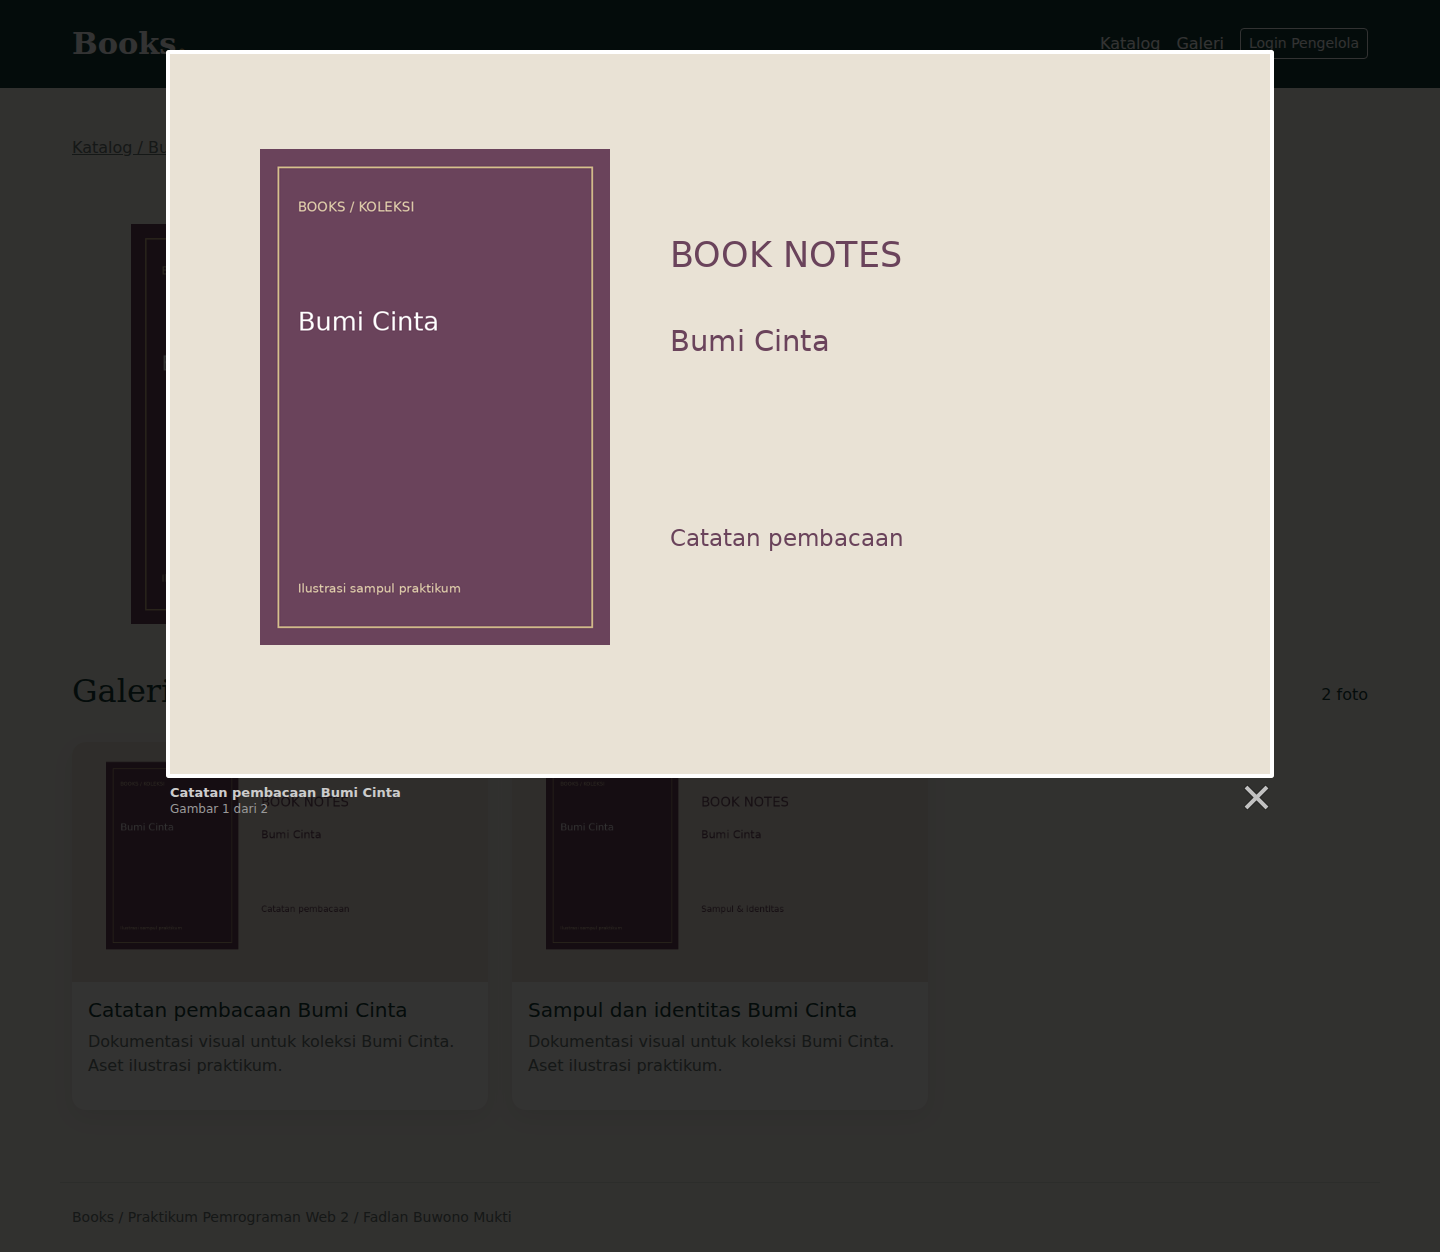 Books.
Katalog
Galeri
Login Pengelola
Katalog / Bu
BOOKS / KOLEKSI
Bumi Cinta
Ilustrasi sampul praktikum
BOOK NOTES
Bumi Cinta
Catatan pembacaan
Galeri
2 foto
Catatan pembacaan Bumi Cinta
Gambar 1 dari 2
BOOK NOTES
Bumi Cinta
Bumi Cinta
Catatan pembacaan
BOOK NOTES
Bumi Cinta
Bumi Cinta
Sampul & identitas
Catatan pembacaan Bumi Cinta
Dokumentasi visual untuk koleksi Bumi Cinta.
Aset ilustrasi praktikum.
Sampul dan identitas Bumi Cinta
Dokumentasi visual untuk koleksi Bumi Cinta.
Aset ilustrasi praktikum.
Books / Praktikum Pemrograman Web 2 / Fadlan Buwono Mukti